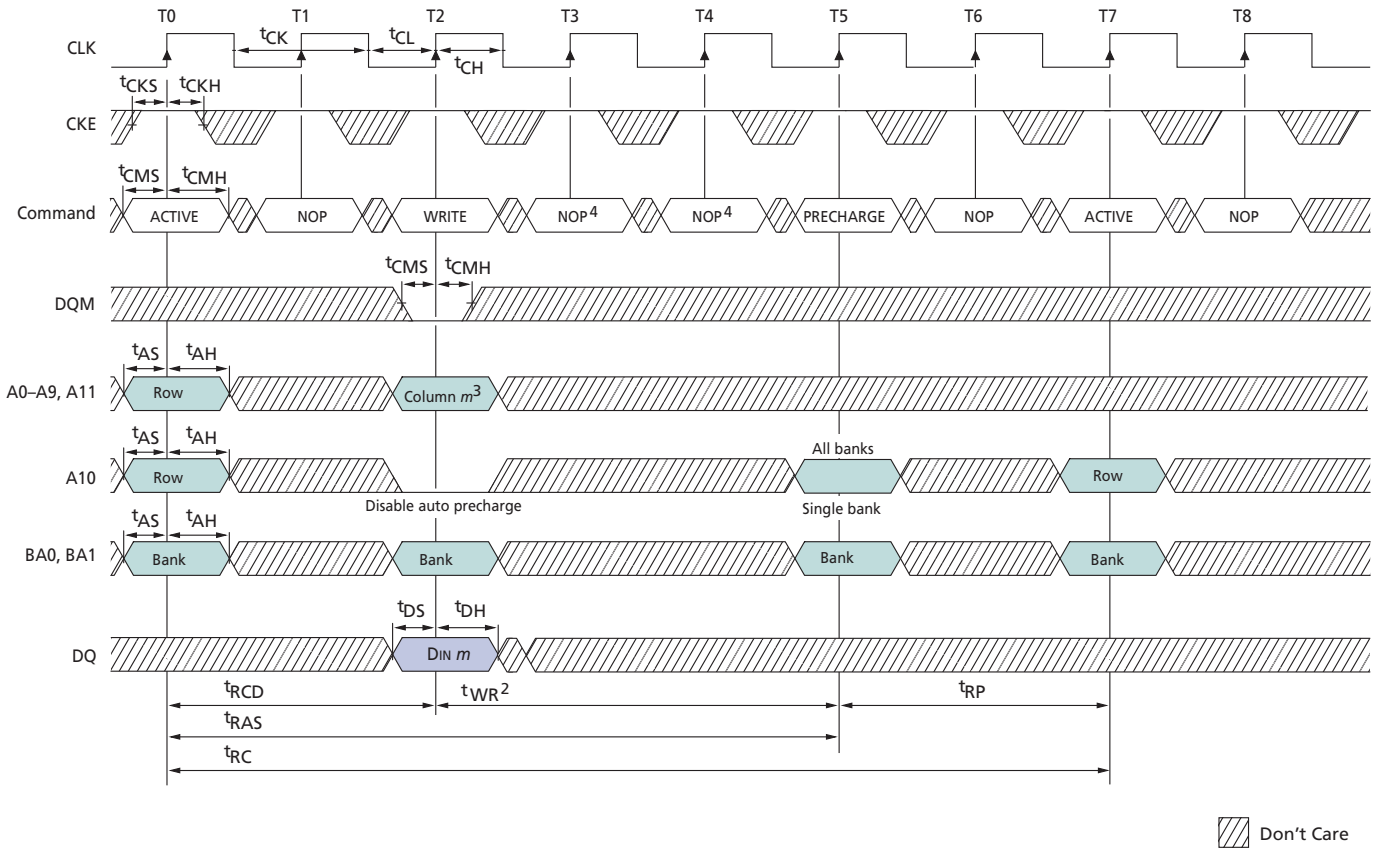 T0 T1 T2 T3 T4 T5 T6 T7 T8
CLK tCK tCL tCH
tCKS tCKH
CKE
tCMS tCMH
Command ACTIVE NOP WRITE NOP4 NOP4 PRECHARGE NOP ACTIVE NOP
tCMS tCMH
DQM
tAS tAH
A0–A9, A11 Row Column m3
tAS tAH All banks
A10 Row Row
Disable auto precharge Single bank
tAS tAH
BA0, BA1 Bank Bank Bank Bank
tDS tDH
DQ DIN m
tRCD tWR2 tRP
tRAS
tRC
Don't Care